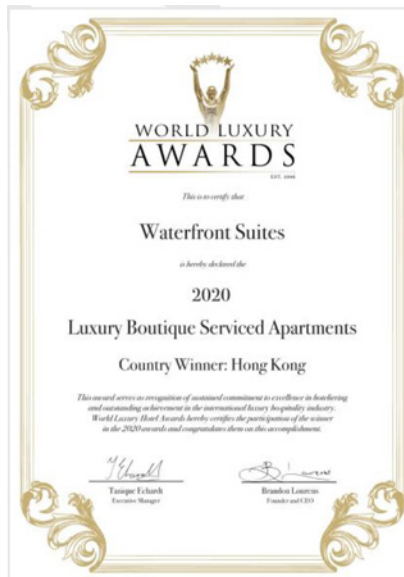 WORLD LUXURY
AWARDS
This is to certify that
Waterfront Suites
is hereby declared the
2020
Luxury Boutique Serviced Apartments
Country Winner: Hong Kong
This award serves as recognition of sustained commitment to excellence in hoteliering
and outstanding achievement in the international luxury hospitality industry.
World Luxury Hotel Awards hereby verifies the participation of the winner
in the 2020 awards and congratulates them on this accomplishment.
Tanique Echardt
Brandon Lourens
Executive Manager
Founder and CEO